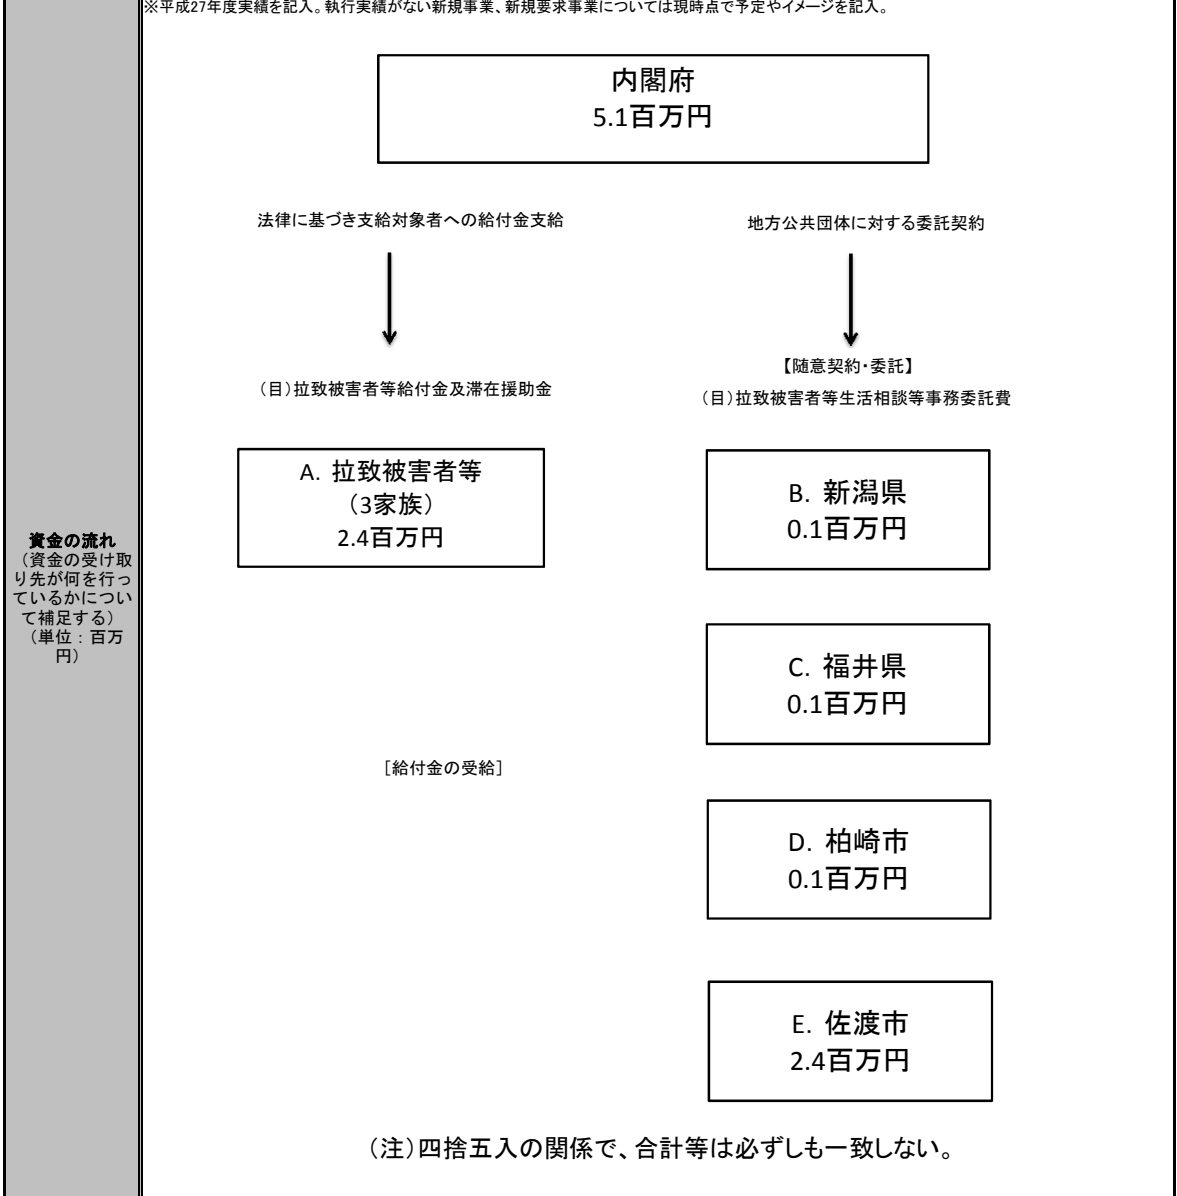 ※平成27年度実績を記入。執行実績がない新規事業、新規要求事業については現時点で予定やイメージを記入。
内閣府
5.1百万円
法律に基づき支給対象者への給付金支給
地方公共団体に対する委託契約
【随意契約・委託】
（目）拉致被害者等給付金及滞在援助金
（目）拉致被害者等生活相談等事務委託費
A. 拉致被害者等
（3家族）
2.4百万円
B. 新潟県
0.1百万円
資金の流れ
（資金の受け取
り先が何を行っ
ているかについ
て補足する）
（単位：百万
円）
C. 福井県
0.1百万円
［給付金の受給］
D. 柏崎市
0.1百万円
E. 佐渡市
2.4百万円
（注）四捨五入の関係で、合計等は必ずしも一致しない。